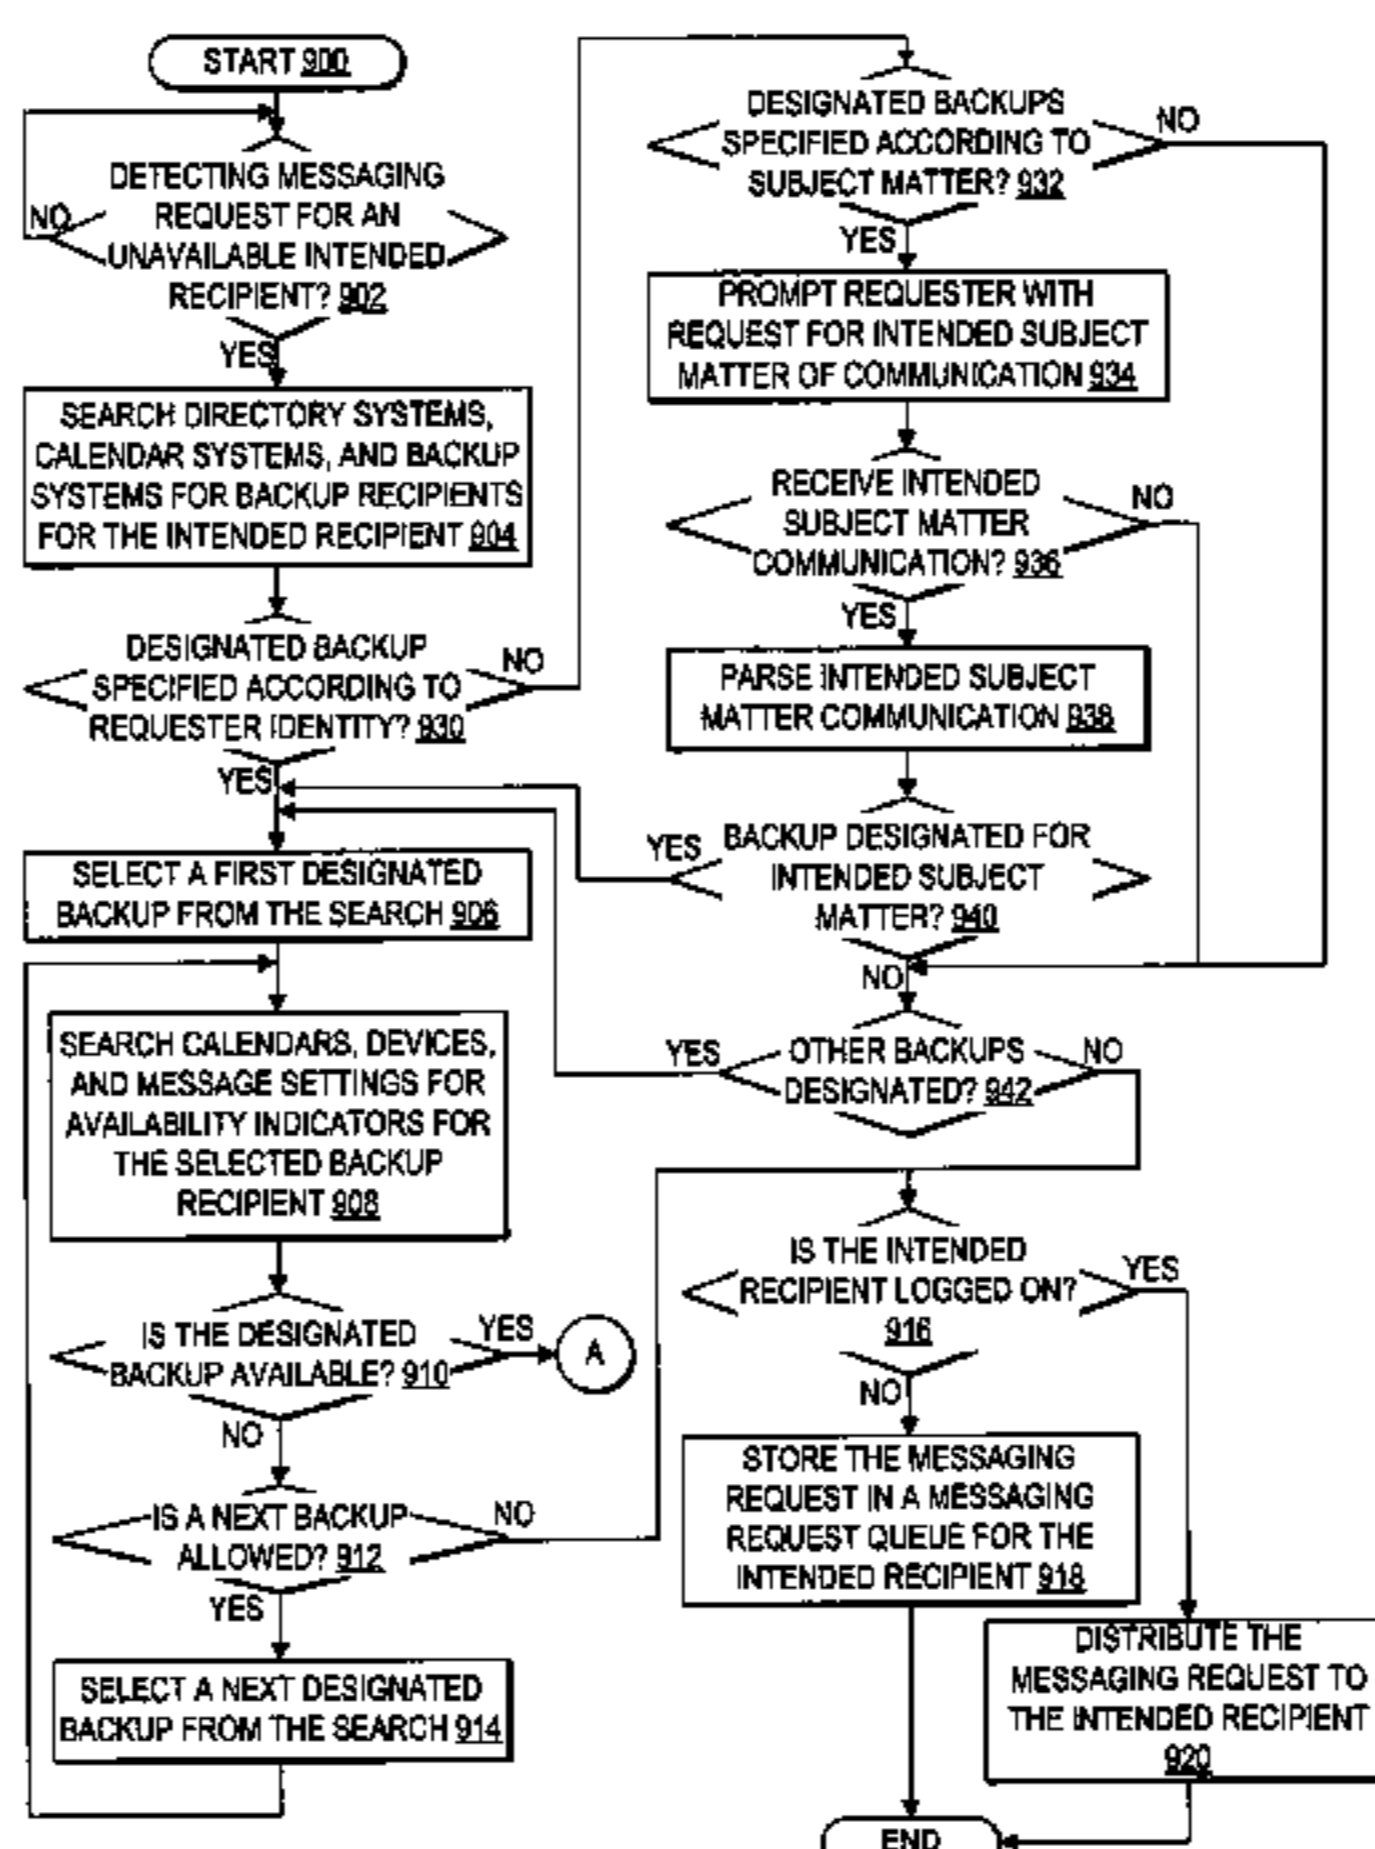 START 900
DETECTING MESSAGING
REQUEST FOR AN
UNAVAILABLE INTENDED
RECIPIENT? 902
NO
YES
SEARCH DIRECTORY SYSTEMS,
CALENDAR SYSTEMS, AND BACKUP
SYSTEMS FOR BACKUP RECIPIENTS
FOR THE INTENDED RECIPIENT 904
DESIGNATED BACKUP
SPECIFIED ACCORDING TO
REQUESTER IDENTITY? 930
NO
YES
SELECT A FIRST DESIGNATED
BACKUP FROM THE SEARCH 906
SEARCH CALENDARS, DEVICES,
AND MESSAGE SETTINGS FOR
AVAILABILITY INDICATORS FOR
THE SELECTED BACKUP
RECIPIENT 908
IS THE DESIGNATED
BACKUP AVAILABLE? 910
YES
A
NO
IS A NEXT BACKUP
ALLOWED? 912
NO
YES
SELECT A NEXT DESIGNATED
BACKUP FROM THE SEARCH 914
DESIGNATED BACKUPS
SPECIFIED ACCORDING TO
SUBJECT MATTER? 932
NO
YES
PROMPT REQUESTER WITH
REQUEST FOR INTENDED SUBJECT
MATTER OF COMMUNICATION 934
RECEIVE INTENDED
SUBJECT MATTER
COMMUNICATION? 936
NO
YES
PARSE INTENDED SUBJECT
MATTER COMMUNICATION 938
BACKUP DESIGNATED FOR
INTENDED SUBJECT
MATTER? 940
YES
NO
OTHER BACKUPS
DESIGNATED? 942
YES
NO
IS THE INTENDED
RECIPIENT LOGGED ON?
916
YES
NO
STORE THE MESSAGING
REQUEST IN A MESSAGING
REQUEST QUEUE FOR THE
INTENDED RECIPIENT 918
DISTRIBUTE THE
MESSAGING REQUEST TO
THE INTENDED RECIPIENT
920
END